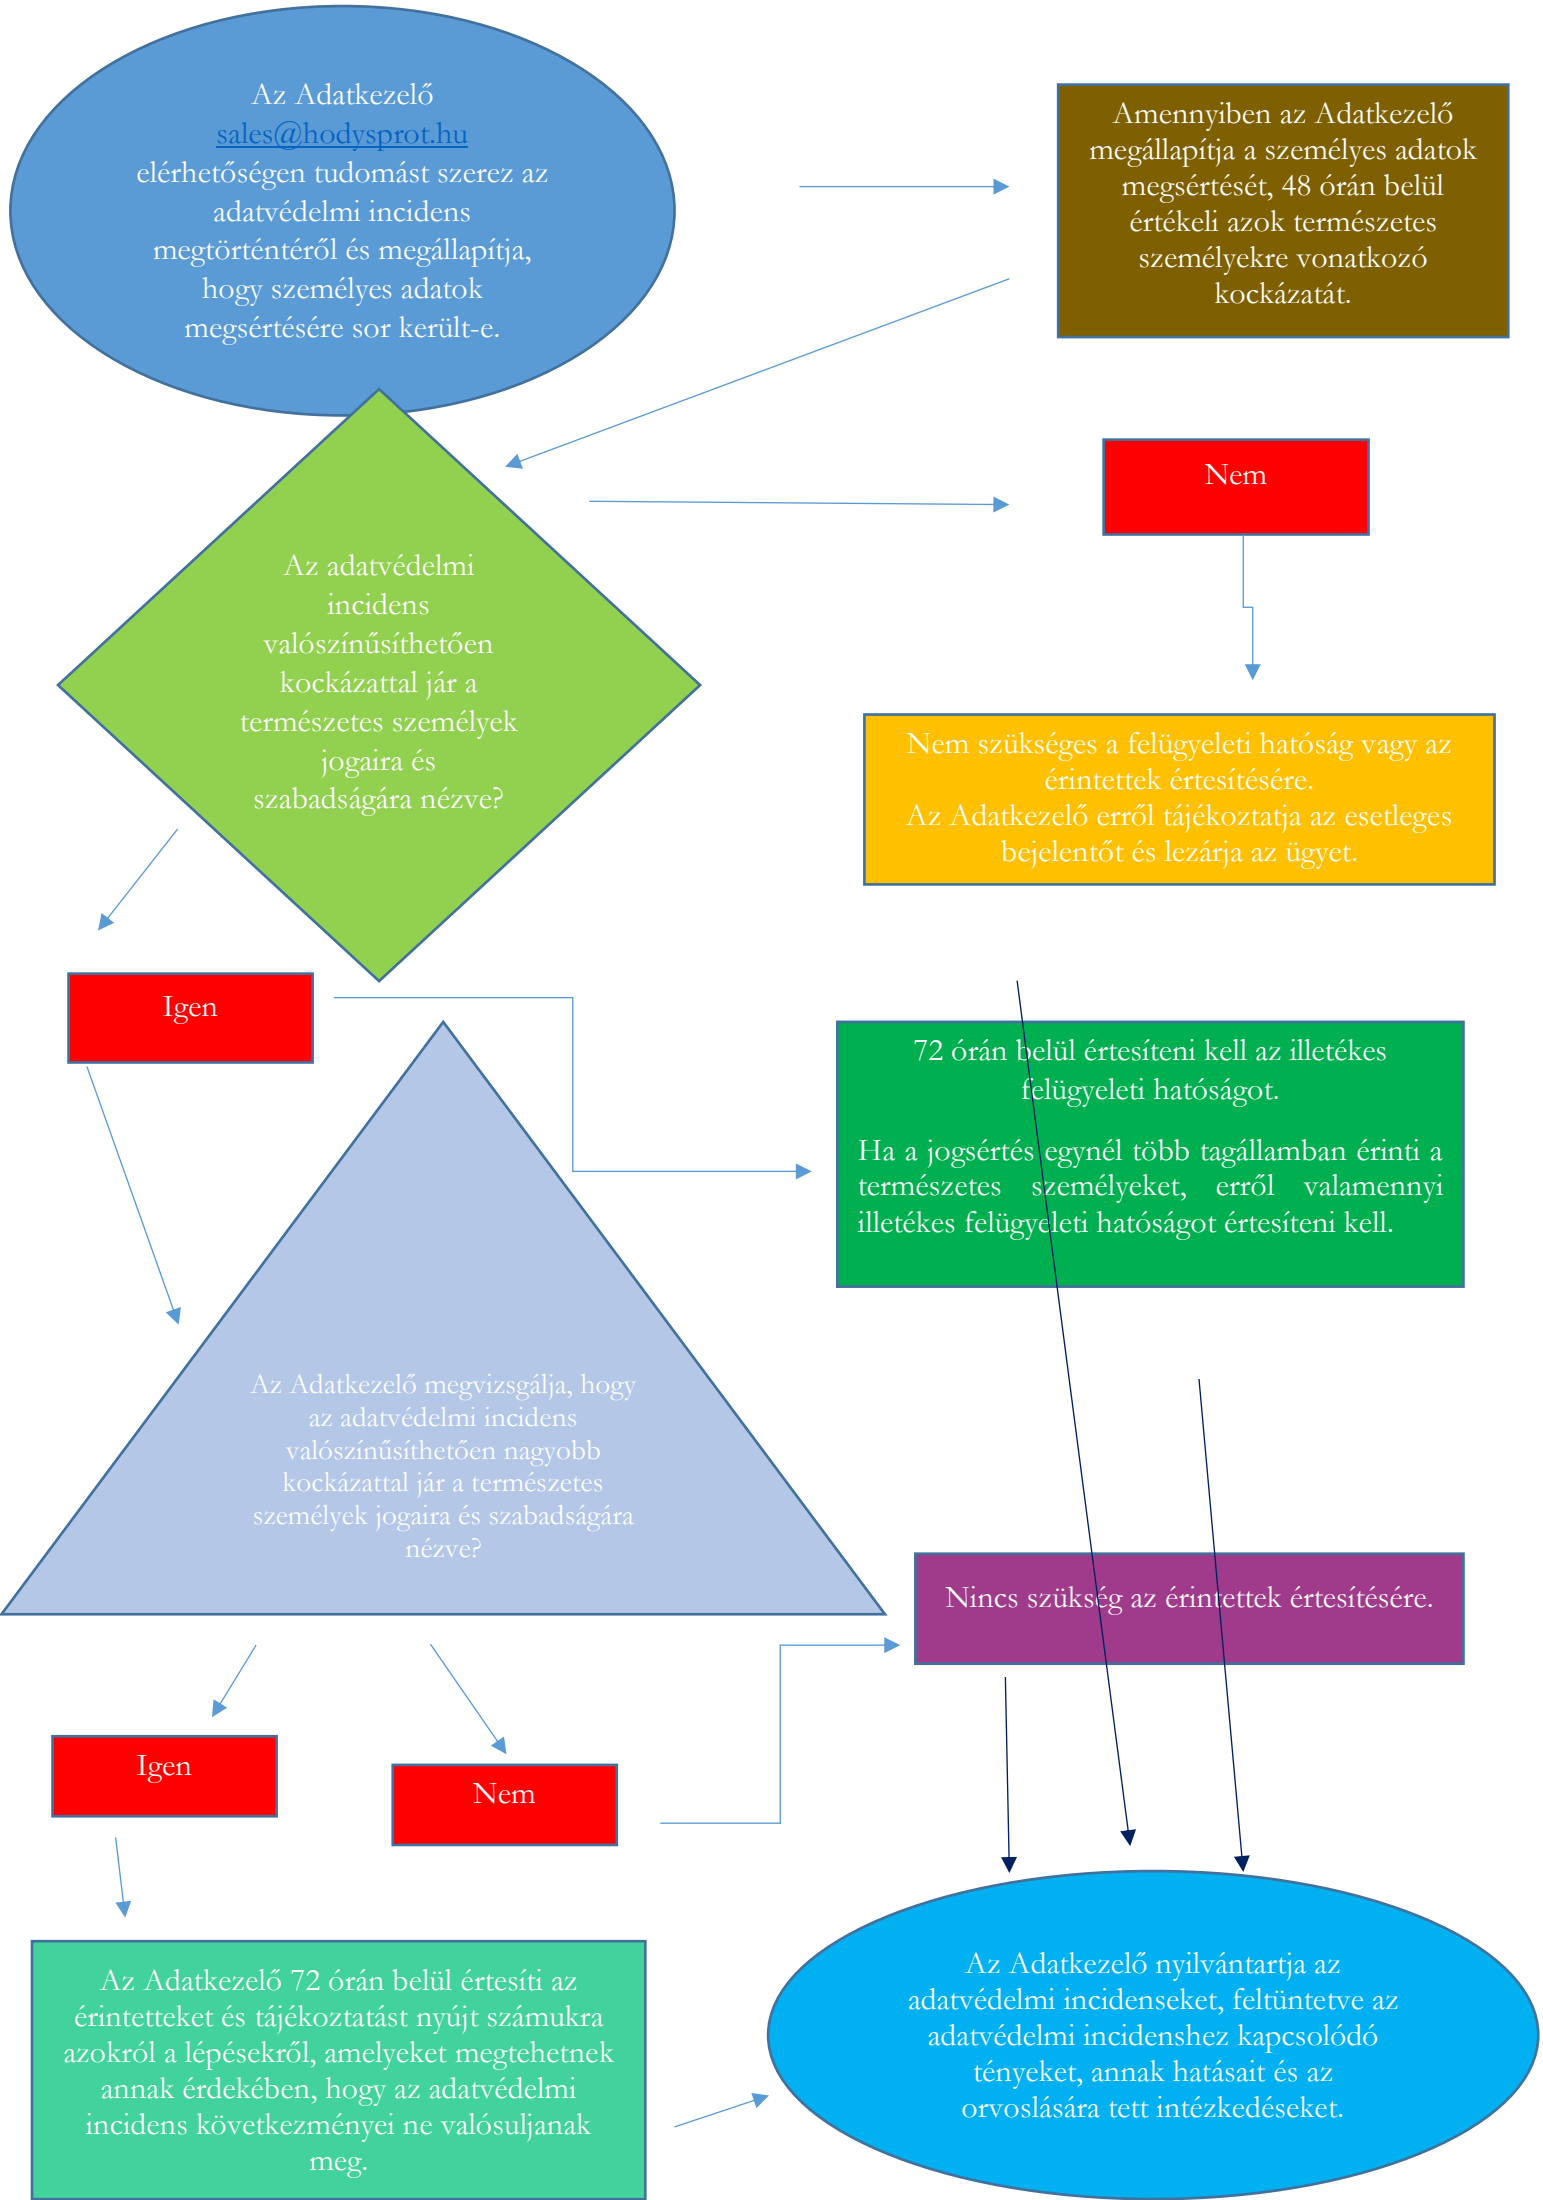 Az Adatkezelő
sales@hodysprot.hu
elérhetőségen tudomást szerez az
adatvédelmi incidens
megtörténtéről és megállapítja,
hogy személyes adatok
megsértésére sor került-e.
Amennyiben az Adatkezelő
megállapítja a személyes adatok
megsértését, 48 órán belül
értékeli azok természetes
személyekre vonatkozó
kockázatát.
Az adatvédelmi
incidens
valószínűsíthetően
kockázattal jár a
természetes személyek
jogaira és
szabadságára nézve?
Nem
Nem szükséges a felügyeleti hatóság vagy az
érintettek értesítésére.
Az Adatkezelő erről tájékoztatja az esetleges
bejelentőt és lezárja az ügyet.
Igen
72 órán belül értesíteni kell az illetékes
felügyeleti hatóságot.
Ha a jogsértés egynél több tagállamban érinti a
természetes személyeket, erről valamennyi
illetékes felügyeleti hatóságot értesíteni kell.
Az Adatkezelő megvizsgálja, hogy
az adatvédelmi incidens
valószínűsíthetően nagyobb
kockázattal jár a természetes
személyek jogaira és szabadságára
nézve?
Nincs szükség az érintettek értesítésére.
Igen
Nem
Az Adatkezelő 72 órán belül értesíti az
érintetteket és tájékoztatást nyújt számukra
azokról a lépésekről, amelyeket megtehetnek
annak érdekében, hogy az adatvédelmi
incidens következményei ne valósuljanak
meg.
Az Adatkezelő nyilvántartja az
adatvédelmi incidenseket, feltüntetve az
adatvédelmi incidenshez kapcsolódó
tényeket, annak hatásait és az
orvoslására tett intézkedéseket.